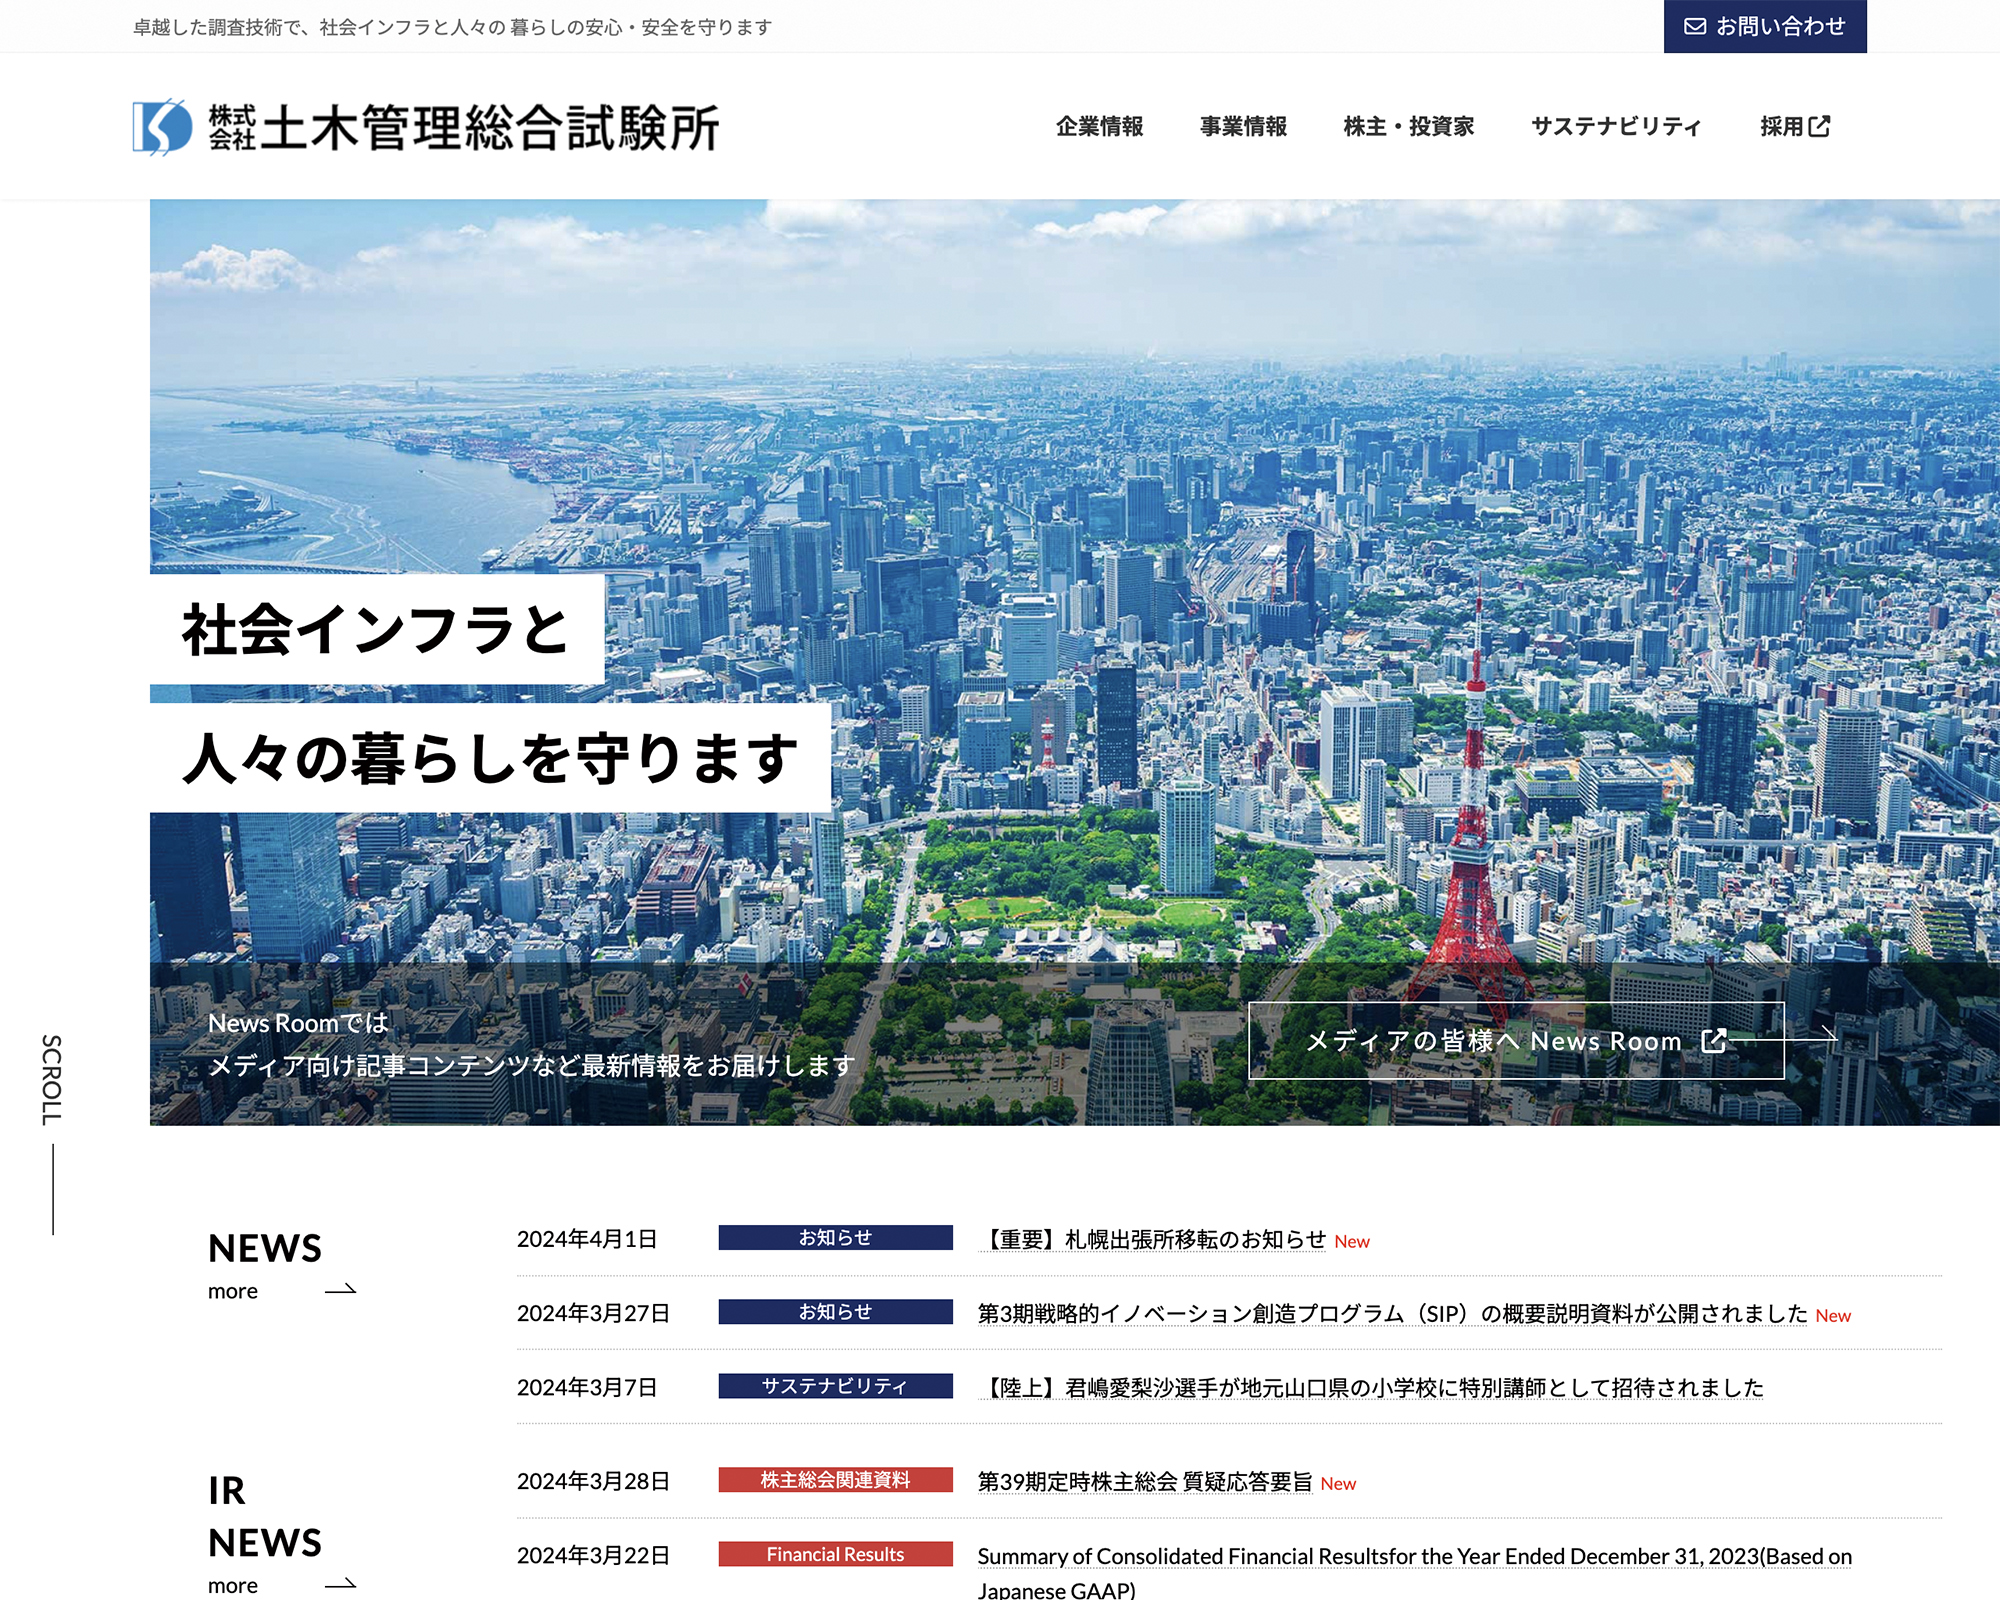 卓越した調査技術で、社会インフラと人々の 暮らしの安心・安全を守ります
お問い合わせ
株式会社土木管理総合試験所
企業情報 事業情報 株主・投資家 サステナビリティ 採用
社会インフラと
人々の暮らしを守ります
News Roomでは
メディア向け記事コンテンツなど最新情報をお届けします
メディアの皆様へ News Room
SCROLL
NEWS
more
2024年4月1日 お知らせ 【重要】札幌出張所移転のお知らせ New
2024年3月27日 お知らせ 第3期戦略的イノベーション創造プログラム（SIP）の概要説明資料が公開されました New
2024年3月7日 サステナビリティ 【陸上】君嶋愛梨沙選手が地元山口県の小学校に特別講師として招待されました
IR
NEWS
more
2024年3月28日 株主総会関連資料 第39期定時株主総会 質疑応答要旨 New
2024年3月22日 Financial Results Summary of Consolidated Financial Resultsfor the Year Ended December 31, 2023(Based on
Japanese GAAP)